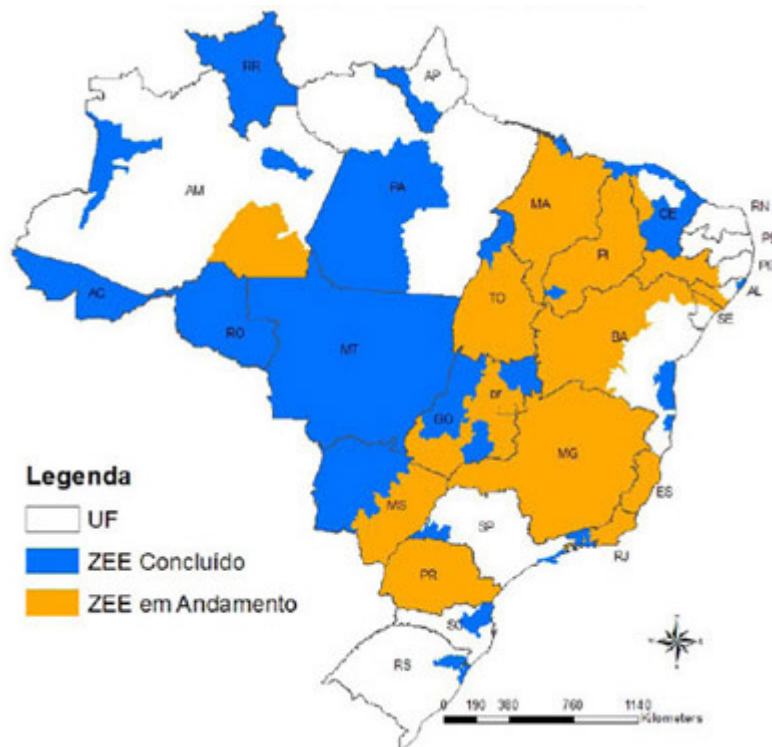 RR
AP
AM
PA
MA
CE
RN
PI
TO
AL
SE
AC
RO
MT
BA
DF
GO
MG
ES
MS
SP
RJ
PR
SC
RS
Legenda
UF
ZEE Concluído
ZEE em Andamento
0 190 380 760 1140
Kilometers